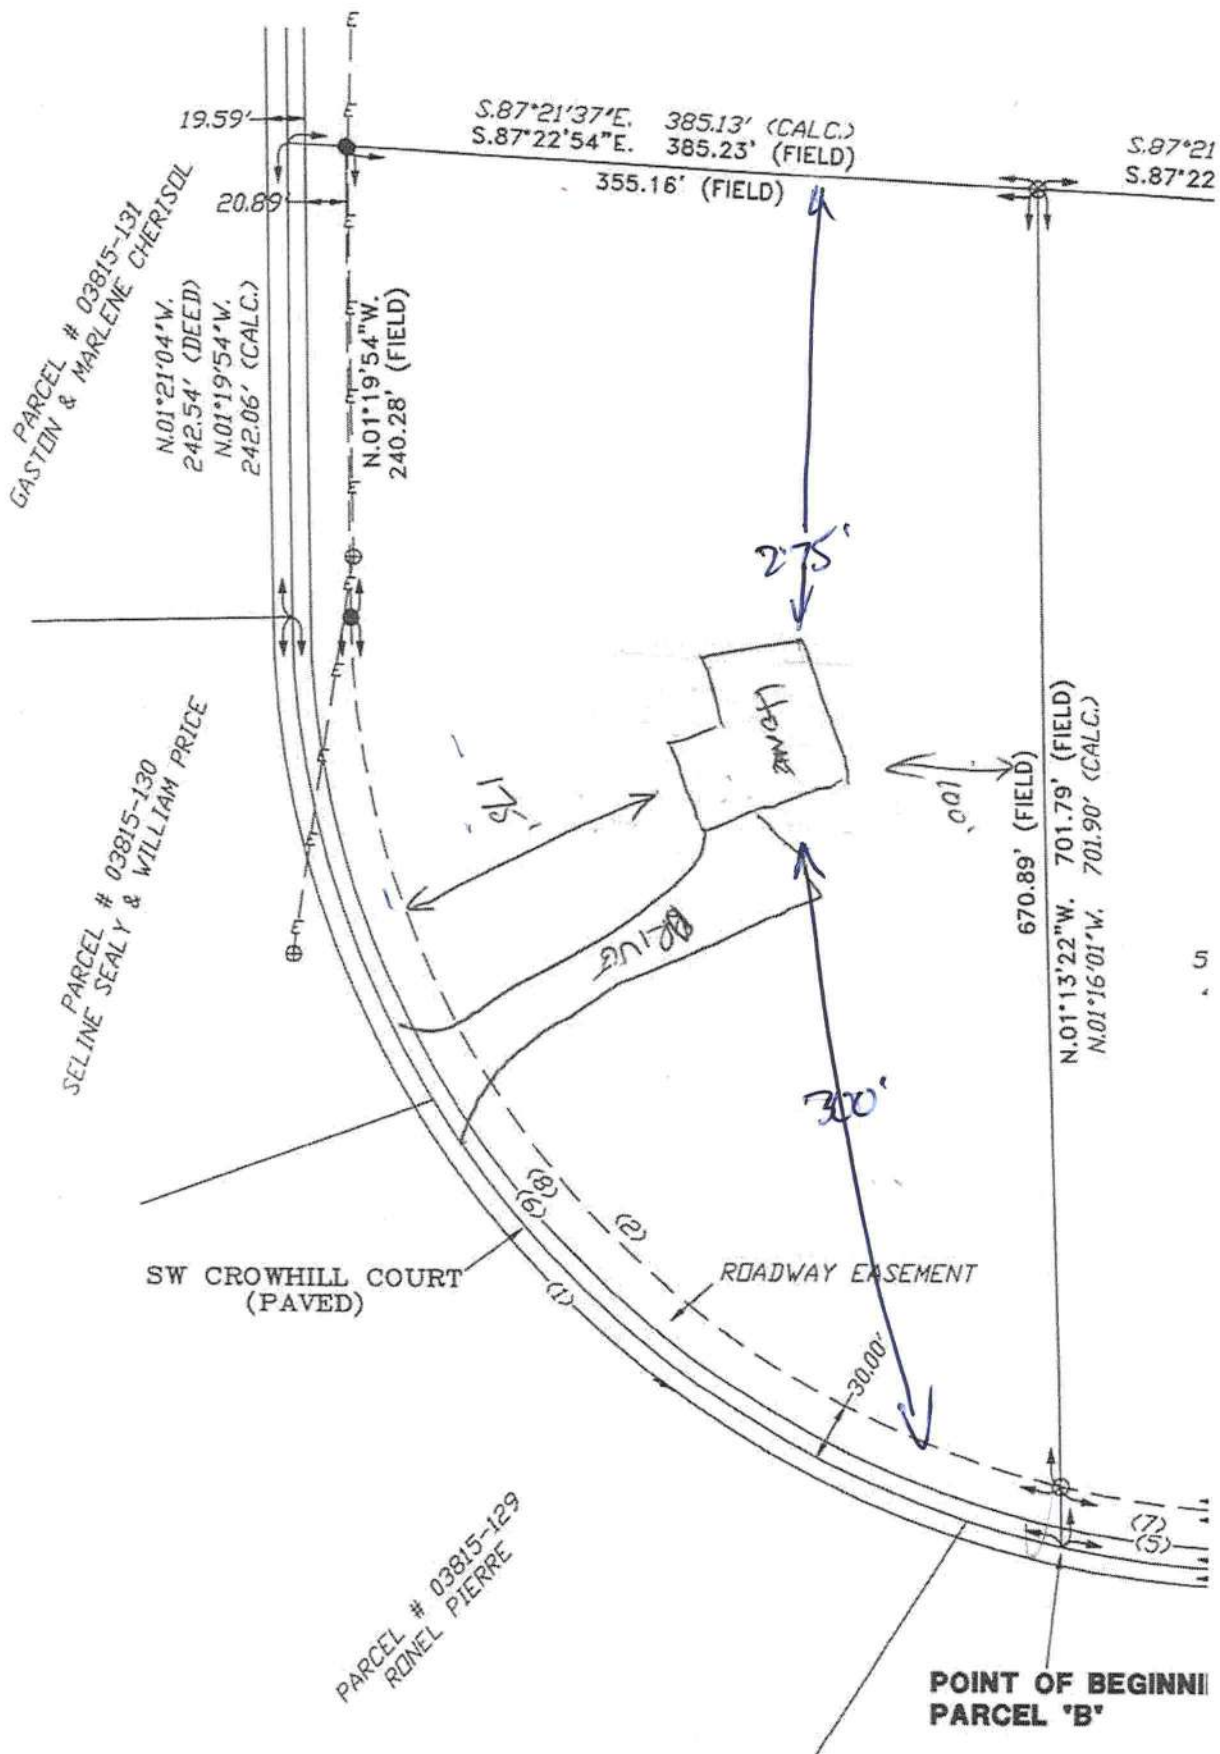 E
E
19.59'
S.87°21'37"E. 385.13' (CALC.)
S.87°22'54"E. 385.23' (FIELD)
355.16' (FIELD)
S.87°21
S.87°22
20.89'
E
PARCEL # 03815-131
GASTON & MARLENE CHERISOL
N.01°21'04"W.
242.54' (DEED)
N.01°19'54"W.
242.06' (CALC.)
N.01°19'54"W.
240.28' (FIELD)
E
E
E
E
275'
E
E
HOME
100'
670.89' (FIELD)
N.01°13'22"W. 701.79' (FIELD)
N.01°16'01"W. 701.90' (CALC.)
PARCEL # 03815-130
SELINE SEALY & WILLIAM PRICE
E
E
E
DRIVE
S
300'
(8)
(6)
(2)
(1)
SW CROWHILL COURT
(PAVED)
ROADWAY EASEMENT
30.00'
(7)
(5)
PARCEL # 03815-129
RONEL PIERRE
POINT OF BEGINNI
PARCEL "B"